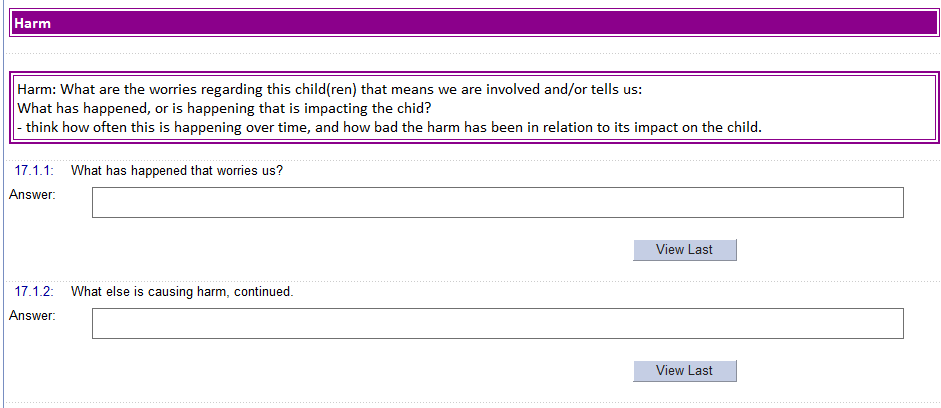 Harm
Harm: What are the worries regarding this child(ren) that means we are involved and/or tells us:
What has happened, or is happening that is impacting the chid?
- think how often this is happening over time, and how bad the harm has been in relation to its impact on the child.
17.1.1: What has happened that worries us?
Answer:
View Last
17.1.2: What else is causing harm, continued.
Answer:
View Last